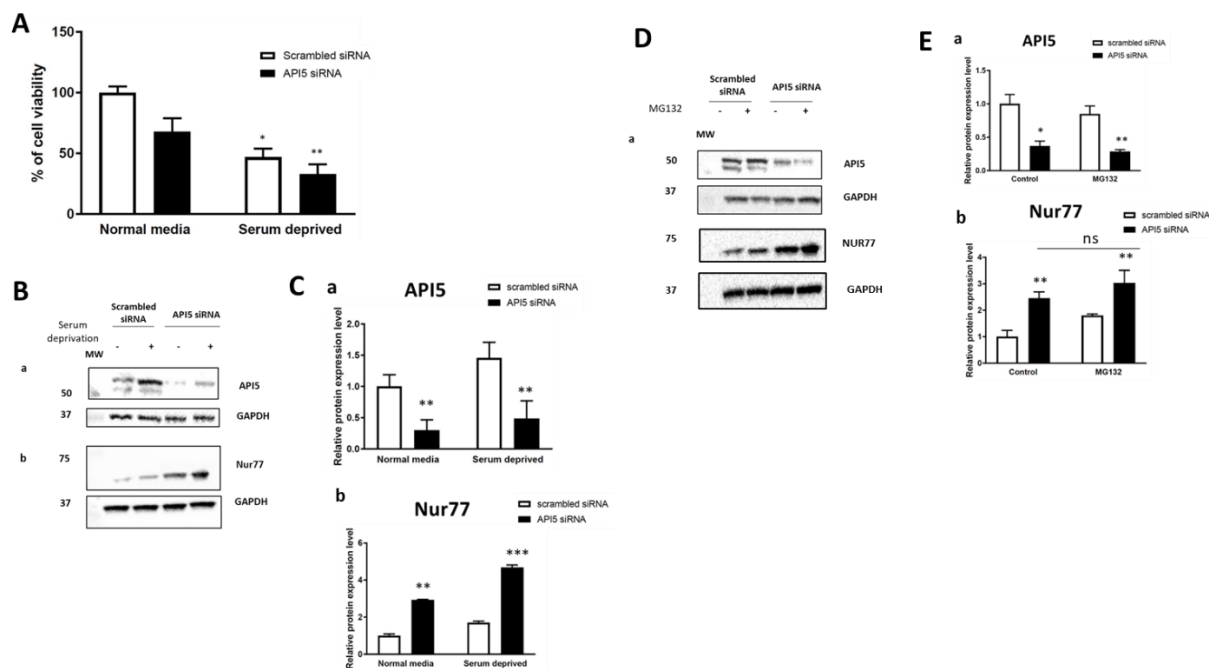 A
Scrambled siRNA
API5 siRNA
% of cell viability
150
100
50
0
*
**
Normal media
Serum deprived
B
Scrambled siRNA
API5 siRNA
Serum deprivation
- + - +
MW
a
50
API5
37
GAPDH
b
75
Nur77
37
GAPDH
C
a
API5
scrambled siRNA
API5 siRNA
Relative protein expression level
2.0
1.5
1.0
0.5
0.0
**
**
Normal media
Serum deprived
b
Nur77
scrambled siRNA
API5 siRNA
Relative protein expression level
6
4
2
0
**
***
Normal media
Serum deprived
D
Scrambled siRNA
API5 siRNA
MG132
- + - +
MW
a
50
API5
37
GAPDH
75
NUR77
37
GAPDH
E
a
API5
scrambled siRNA
API5 siRNA
Relative protein expression level
1.5
1.0
0.5
0.0
*
**
Control
MG132
b
Nur77
scrambled siRNA
API5 siRNA
ns
Relative protein expression level
4
3
2
1
0
**
**
Control
MG132